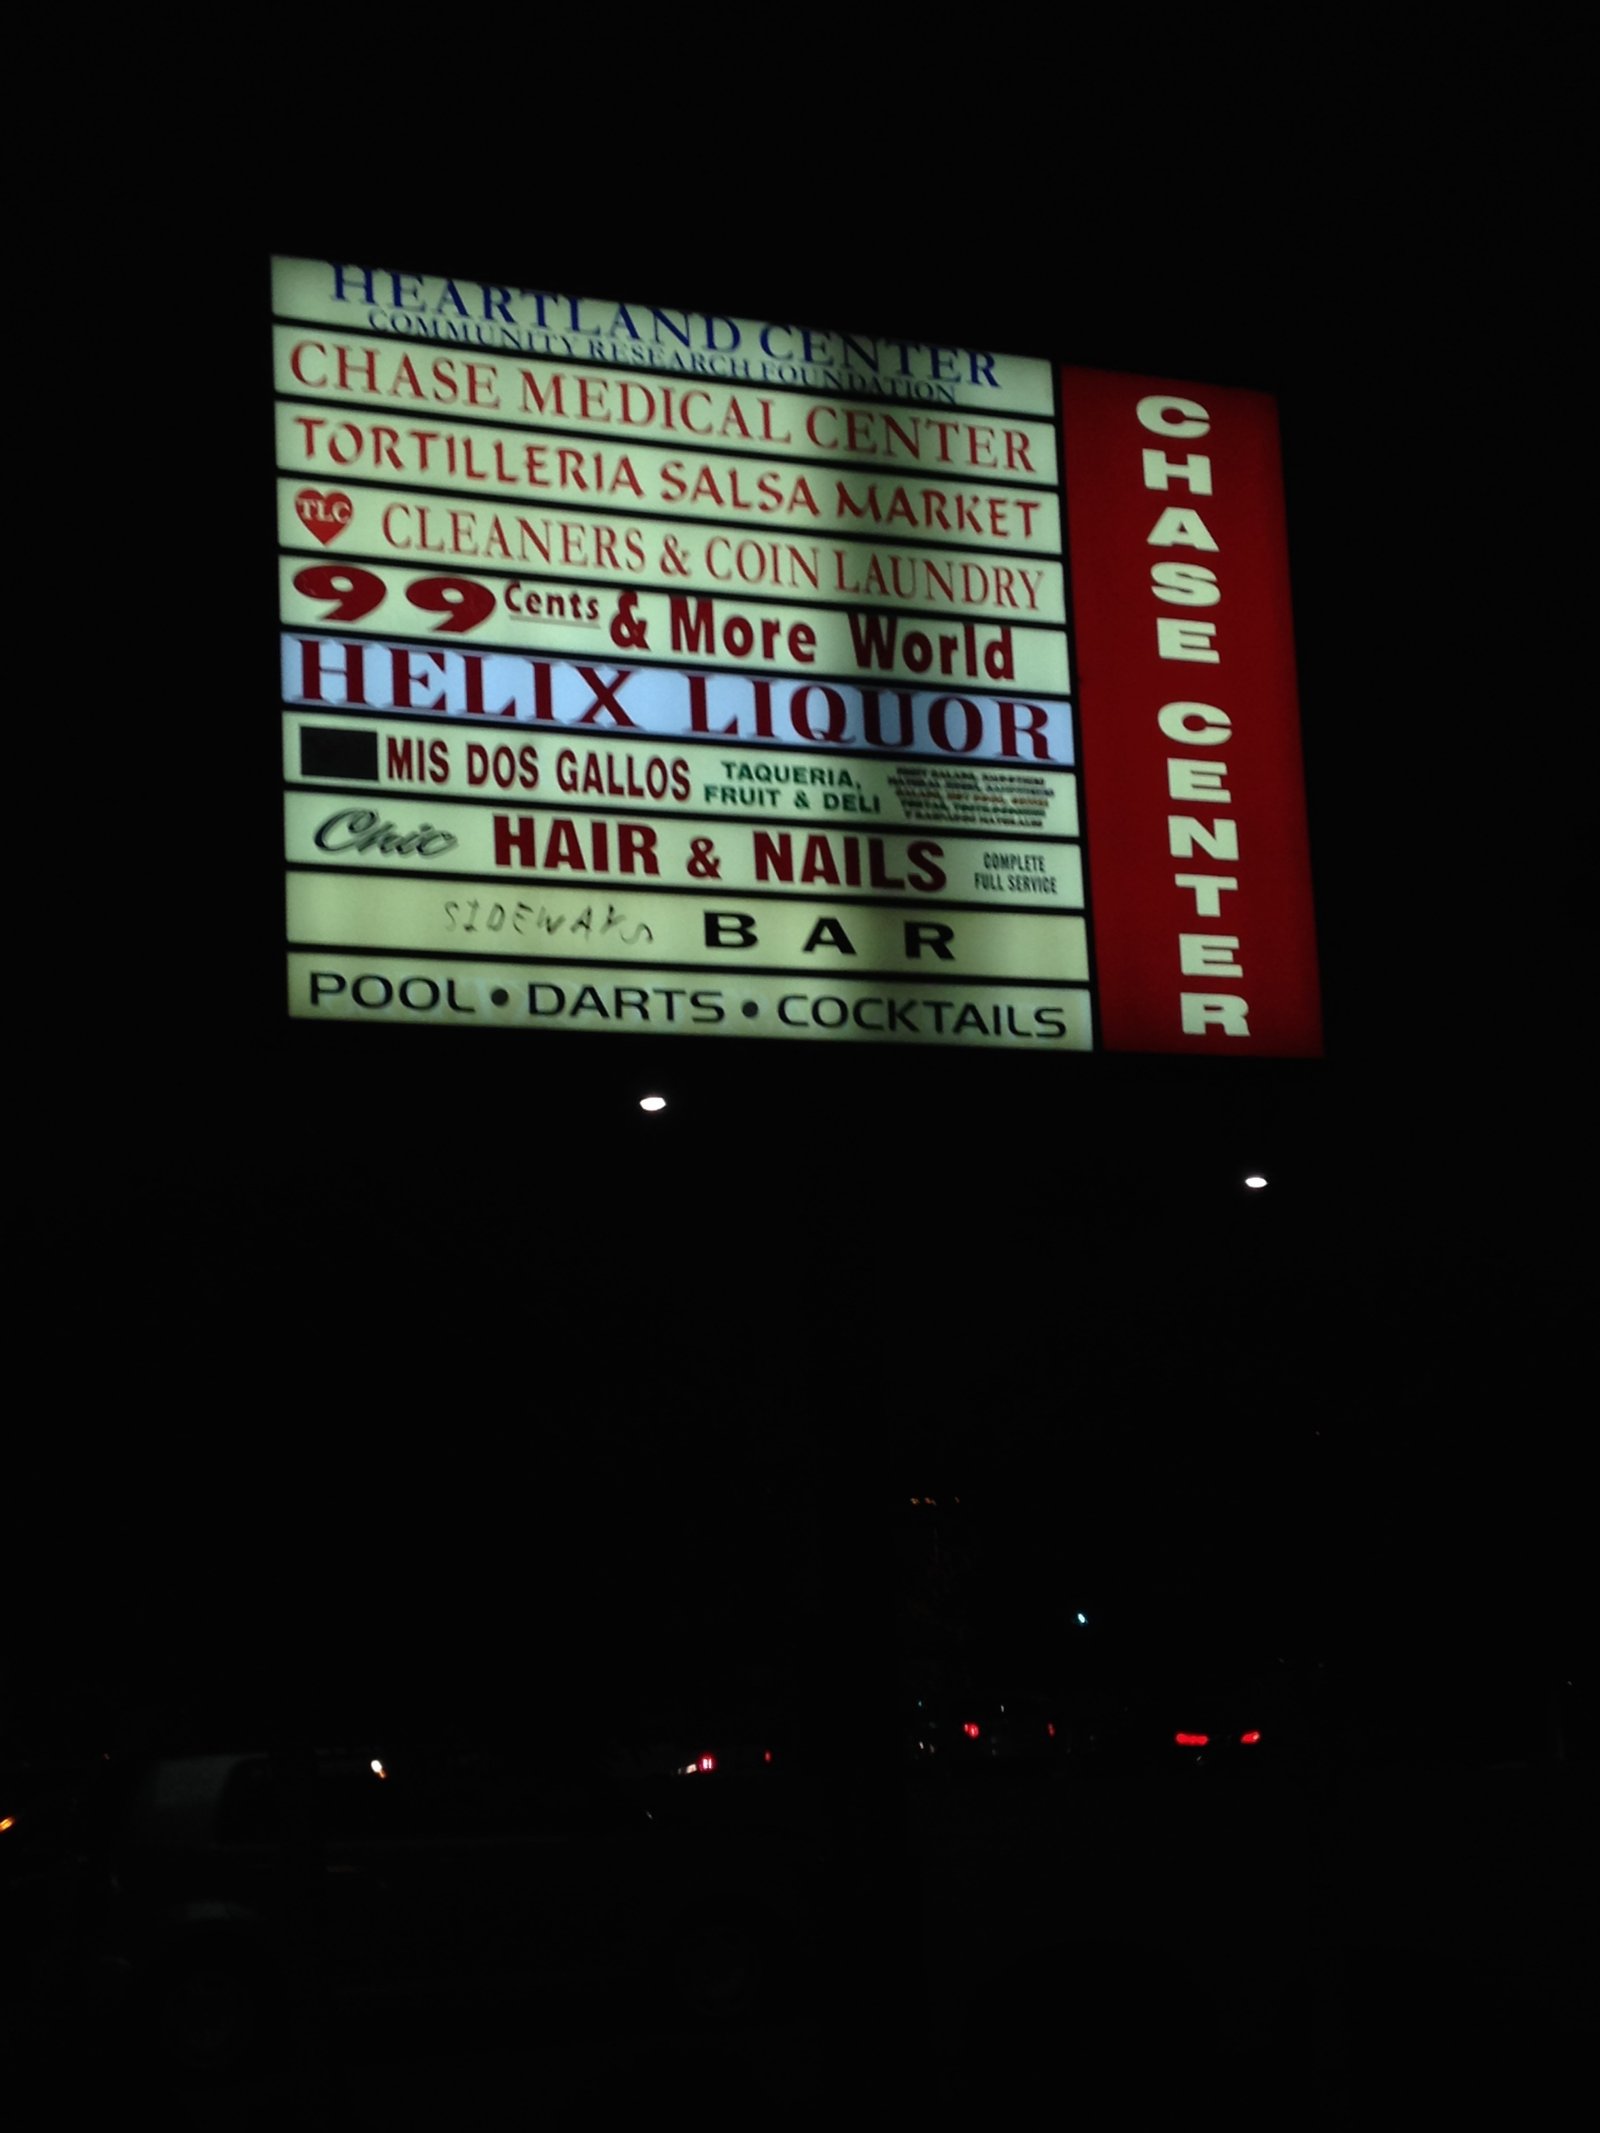 HEARTLAND CENTER
COMMUNITY RESEARCH FOUNDATION
CHASE MEDICAL CENTER
TORTILLERIA SALSA MARKET
TLC CLEANERS & COIN LAUNDRY
99 Cents & More World
HELIX LIQUOR
MIS DOS GALLOS
TAQUERIA,
FRUIT & DELI
Chic HAIR & NAILS
COMPLETE
FULL SERVICE
SIDEWAYS BAR
POOL • DARTS • COCKTAILS
CHASE CENTER